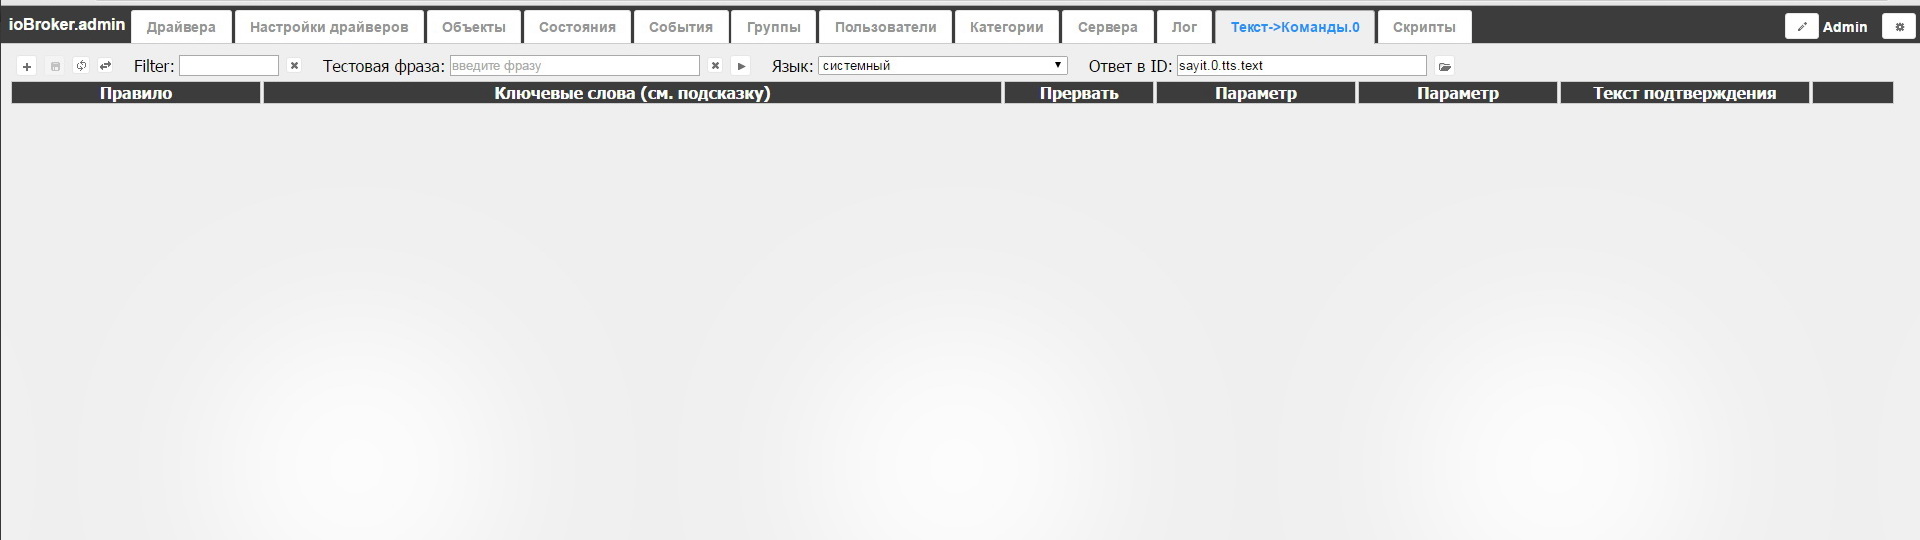 ioBroker.admin Драйвера Настройки драйверов Объекты Состояния События Группы Пользователи Категории Сервера Лог Текст->Команды.0 Скрипты Admin
Filter: Тестовая фраза: введите фразу Язык: системный Ответ в ID: sayit.0.tts.text
Правило Ключевые слова (см. подсказку) Прервать Параметр Параметр Текст подтверждения